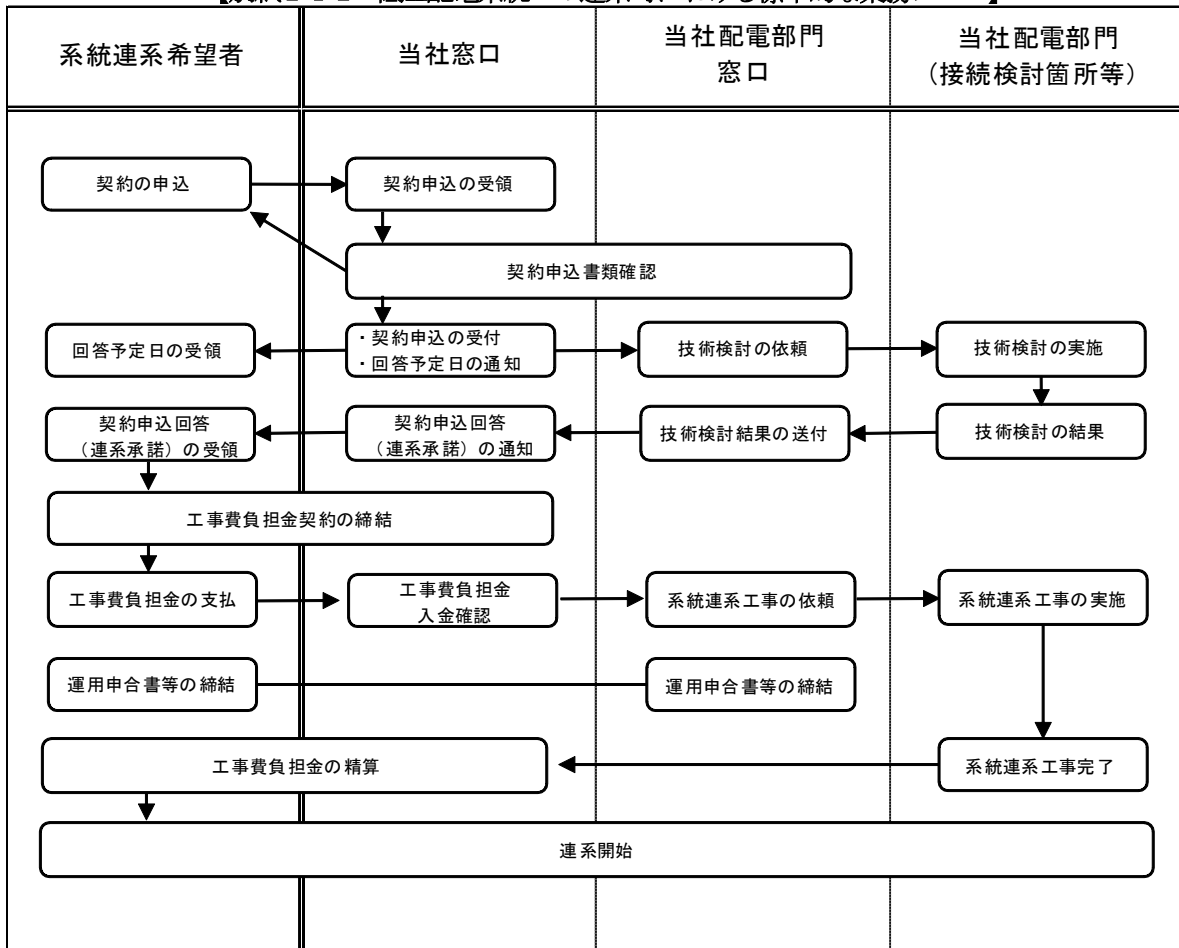 系統連系希望者
当社窓口
当社配電部門
窓口
当社配電部門
（接続検討箇所等）
契約の申込
契約申込の受領
契約申込書類確認
回答予定日の受領
・契約申込の受付
・回答予定日の通知
技術検討の依頼
技術検討の実施
契約申込回答
（連系承諾）の受領
契約申込回答
（連系承諾）の通知
技術検討結果の送付
技術検討の結果
工事費負担金契約の締結
工事費負担金の支払
工事費負担金
入金確認
系統連系工事の依頼
系統連系工事の実施
運用申合書等の締結
運用申合書等の締結
工事費負担金の精算
系統連系工事完了
連系開始